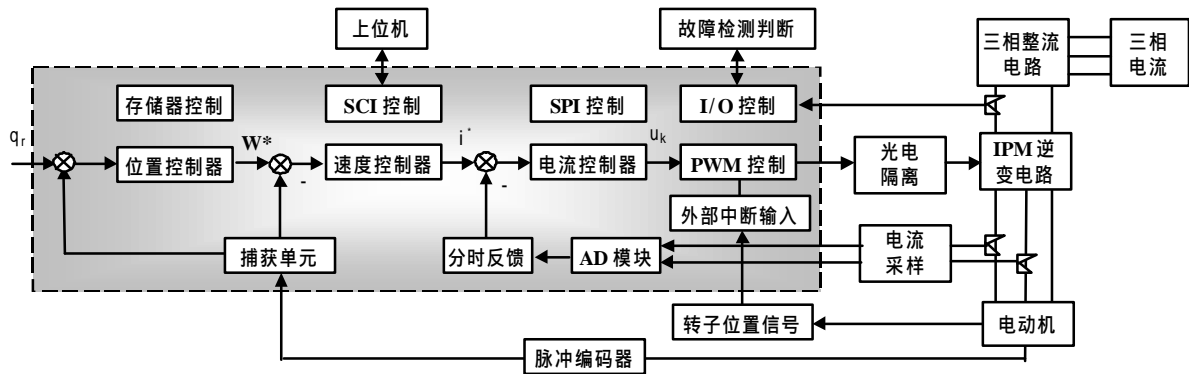 上位机
故障检测判断
三相整流
电路
三相
电流
存储器控制
SCI 控制
SPI 控制
I/O 控制
qr
W*
i*
uk
位置控制器
速度控制器
电流控制器
PWM 控制
光电
隔离
IPM 逆
变电路
-
-
外部中断输入
捕获单元
分时反馈
AD 模块
电流
采样
转子位置信号
电动机
脉冲编码器